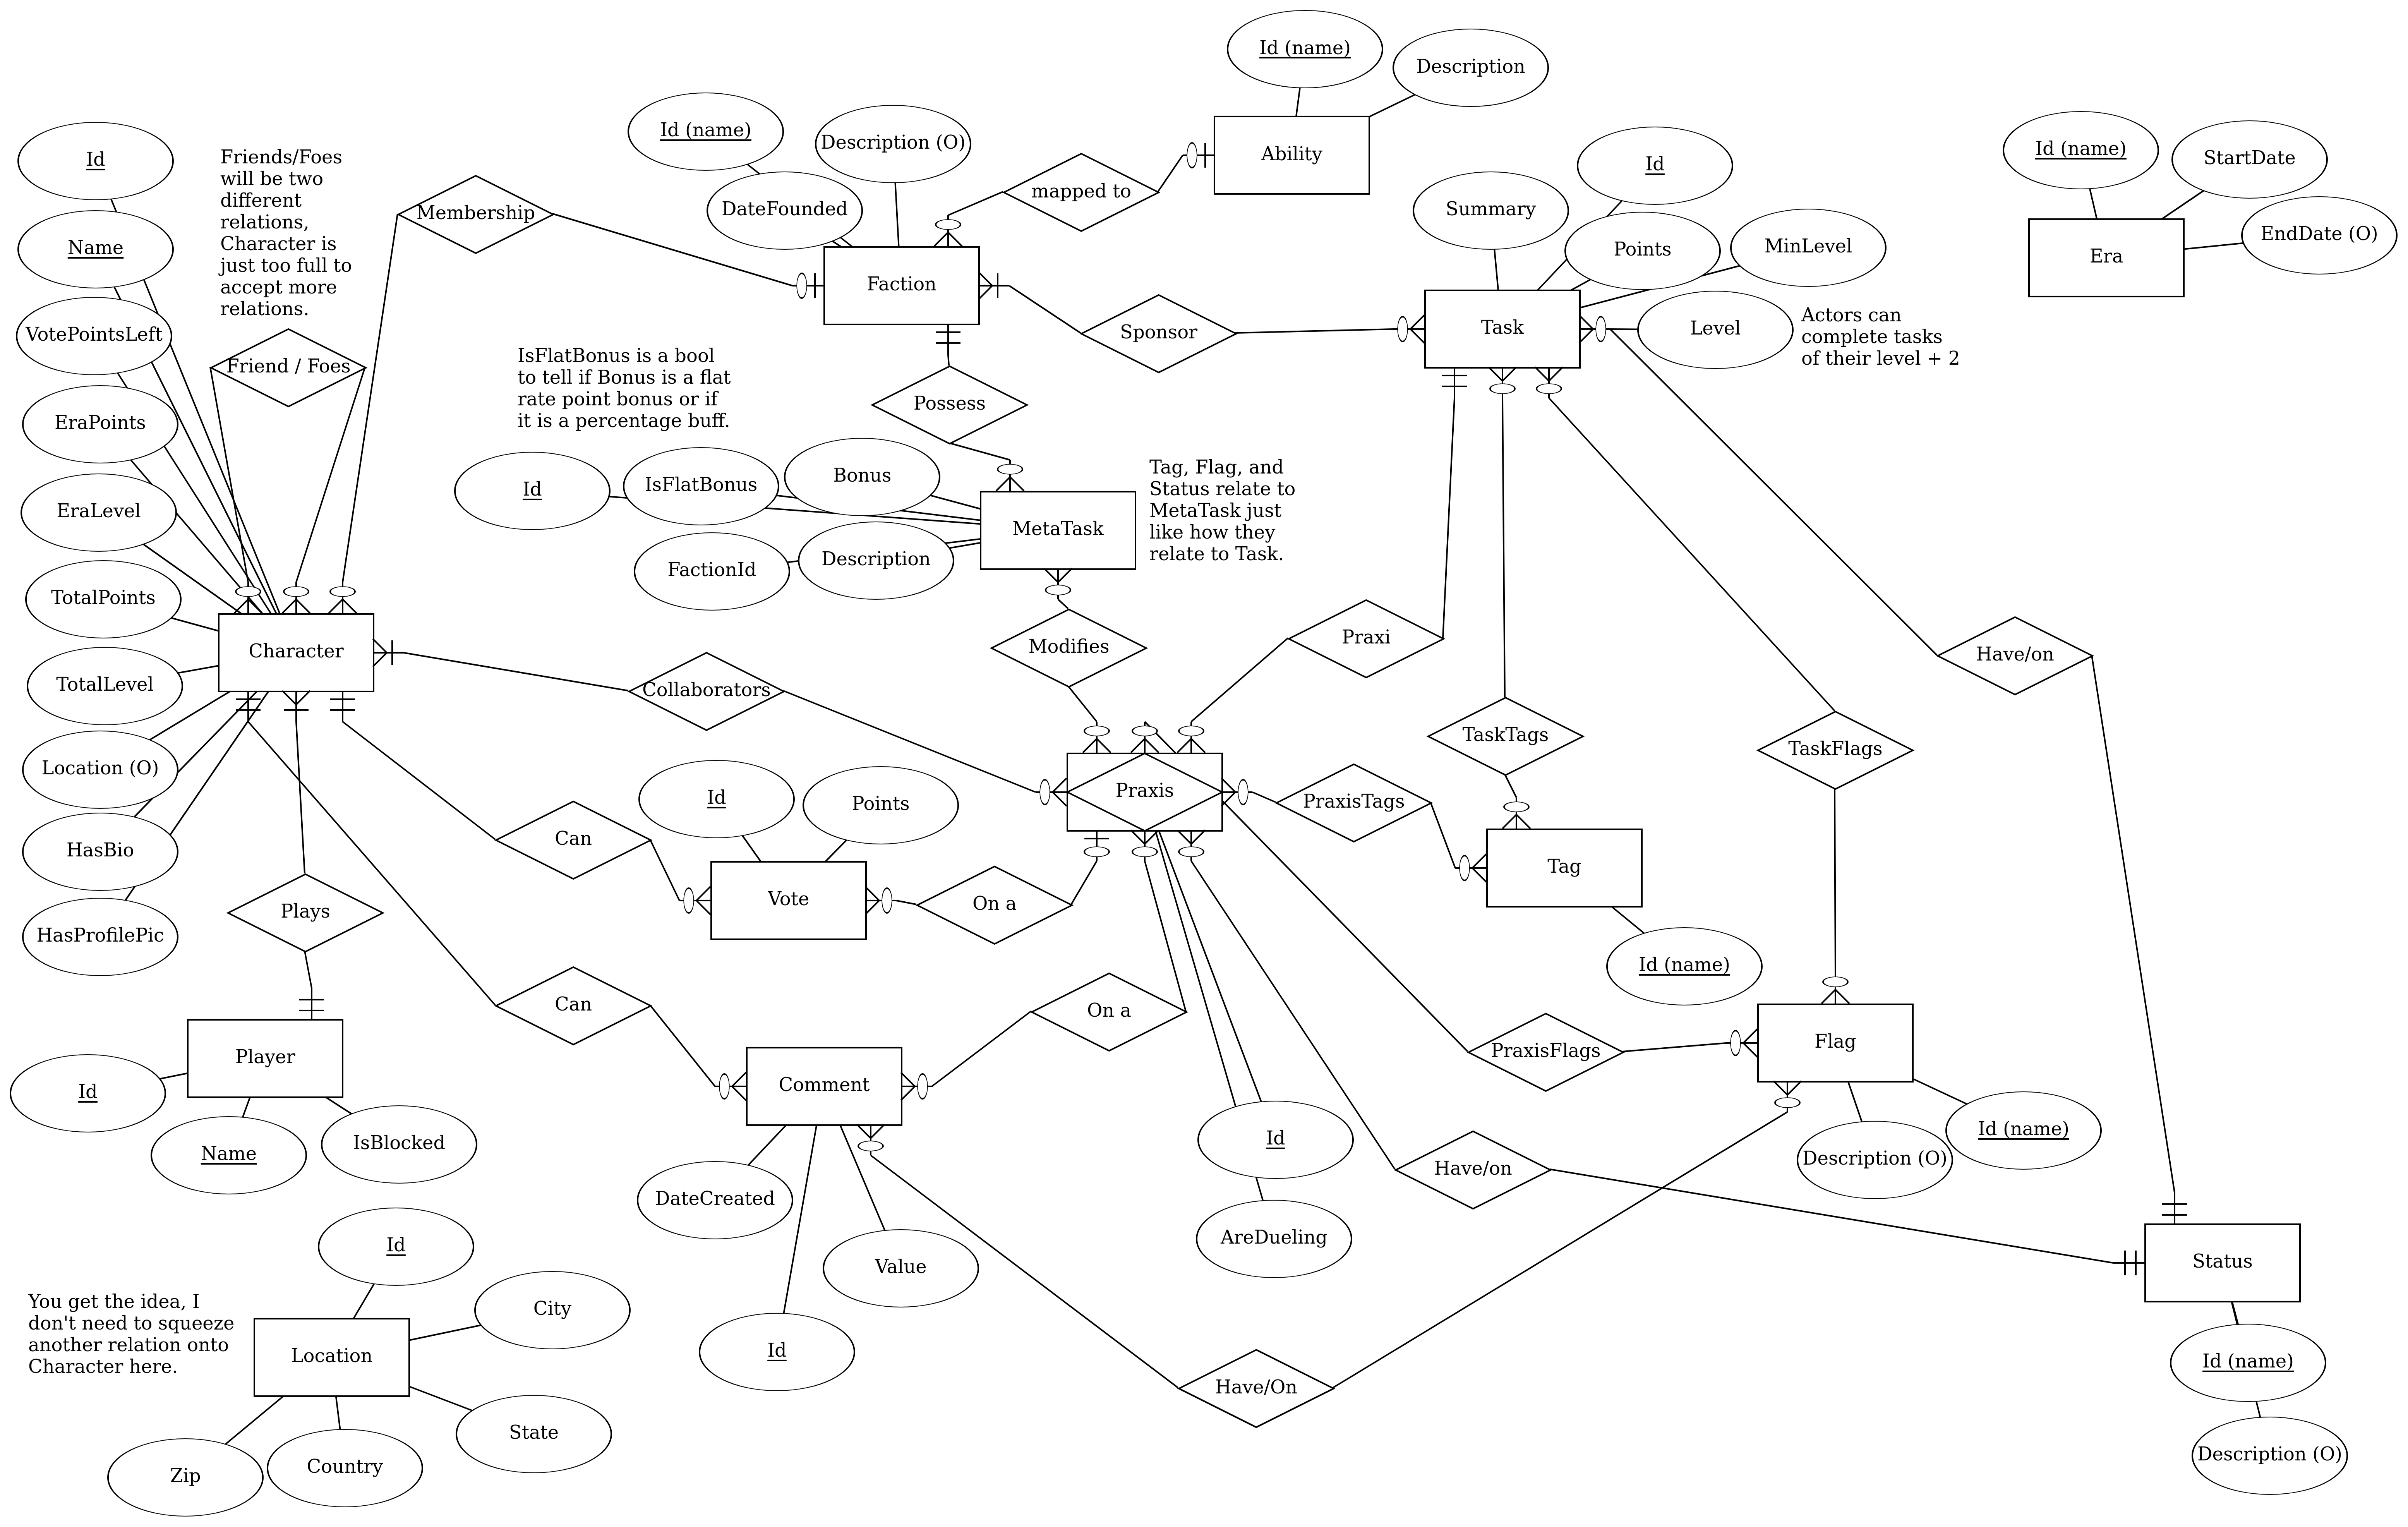 Id (name)
Description
Ability
Id (name)
Description (O)
DateFounded
mapped to
Faction
Membership
Id
Name
VotePointsLeft
EraPoints
EraLevel
TotalPoints
TotalLevel
Location (O)
HasBio
HasProfilePic
Friends/Foes
will be two
different
relations,
Character is
just too full to
accept more
relations.
Friend / Foes
Character
Id
Summary
Points
MinLevel
Level
Task
Sponsor
Actors can
complete tasks
of their level + 2
Id (name)
StartDate
EndDate (O)
Era
IsFlatBonus is a bool
to tell if Bonus is a flat
rate point bonus or if
it is a percentage buff.
Possess
Id
IsFlatBonus
Bonus
FactionId
Description
MetaTask
Tag, Flag, and
Status relate to
MetaTask just
like how they
relate to Task.
Modifies
Praxi
Have/on
Collaborators
TaskTags
TaskFlags
Praxis
PraxisTags
Can
Id
Points
Vote
On a
Tag
Id (name)
Plays
Can
On a
PraxisFlags
Flag
Description (O)
Id (name)
Player
Id
Name
IsBlocked
Comment
DateCreated
Value
Id
Id
AreDueling
Have/on
Have/On
Status
Id (name)
Description (O)
You get the idea, I
don't need to squeeze
another relation onto
Character here.
Id
City
Location
State
Zip
Country